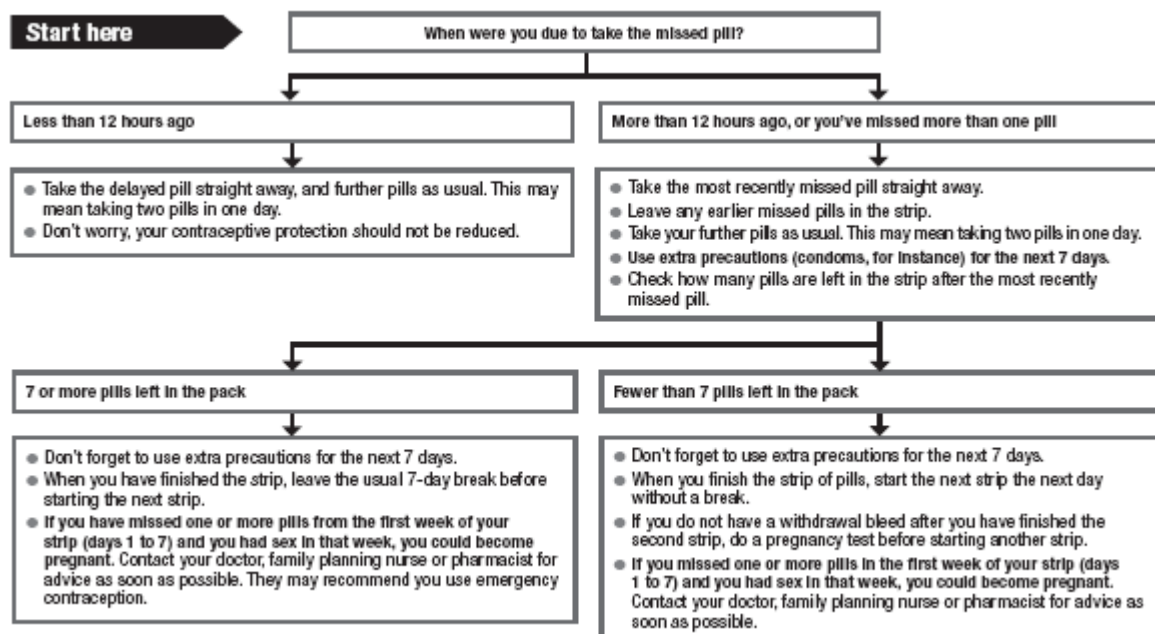 Start here
When were you due to take the missed pill?
Less than 12 hours ago
More than 12 hours ago, or you've missed more than one pill
● Take the delayed pill straight away, and further pills as usual. This may
mean taking two pills in one day.
● Don't worry, your contraceptive protection should not be reduced.
● Take the most recently missed pill straight away.
● Leave any earlier missed pills in the strip.
● Take your further pills as usual. This may mean taking two pills in one day.
● Use extra precautions (condoms, for instance) for the next 7 days.
● Check how many pills are left in the strip after the most recently
missed pill.
7 or more pills left in the pack
Fewer than 7 pills left in the pack
● Don't forget to use extra precautions for the next 7 days.
● When you have finished the strip, leave the usual 7-day break before
starting the next strip.
● If you have missed one or more pills from the first week of your
strip (days 1 to 7) and you had sex in that week, you could become
pregnant. Contact your doctor, family planning nurse or pharmacist for
advice as soon as possible. They may recommend you use emergency
contraception.
● Don't forget to use extra precautions for the next 7 days.
● When you finish the strip of pills, start the next strip the next day
without a break.
● If you do not have a withdrawal bleed after you have finished the
second strip, do a pregnancy test before starting another strip.
● If you missed one or more pills in the first week of your strip (days
1 to 7) and you had sex in that week, you could become pregnant.
Contact your doctor, family planning nurse or pharmacist for advice as
soon as possible.